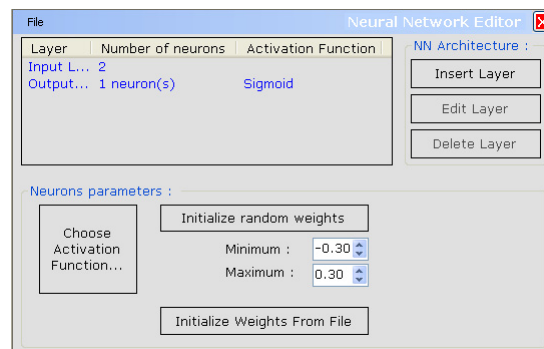 File Neural Network Editor
Layer Number of neurons Activation Function
Input L... 2
Output... 1 neuron(s) Sigmoid
NN Architecture :
Insert Layer
Edit Layer
Delete Layer
Neurons parameters :
Choose
Activation
Function...
Initialize random weights
Minimum : -0.30
Maximum : 0.30
Initialize Weights From File